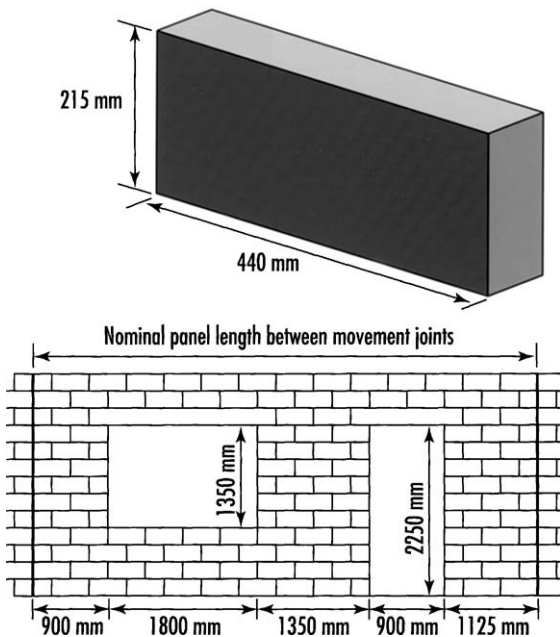 215 mm
440 mm
Nominal panel length between movement joints
1350 mm
2250 mm
900 mm
1800 mm
1350 mm
900 mm
1125 mm